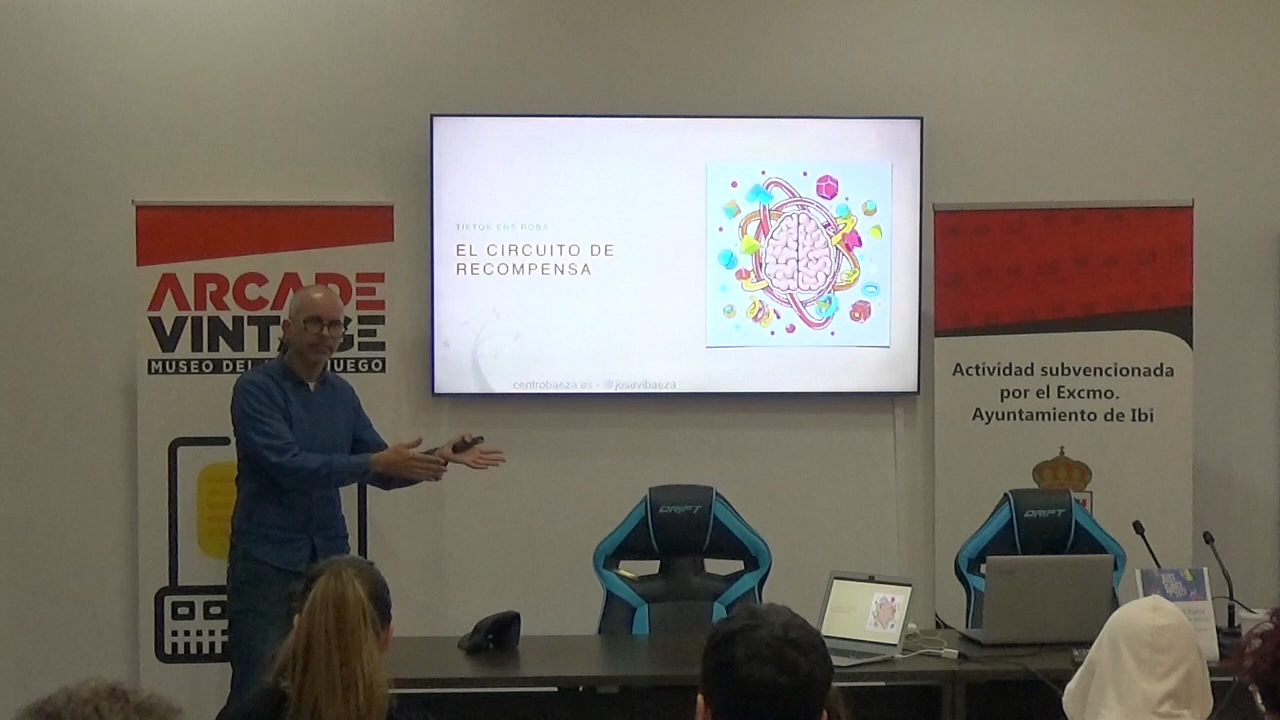 ARCADE
VINTAGE
MUSEO DEL JUEGO
TIKTOK ENS ROBA
EL CIRCUITO DE
RECOMPENSA
centrobaeza.es - @josevibaeza
Actividad subvencionada
por el Excmo.
Ayuntamiento de Ibi
DRIFT
DRIFT